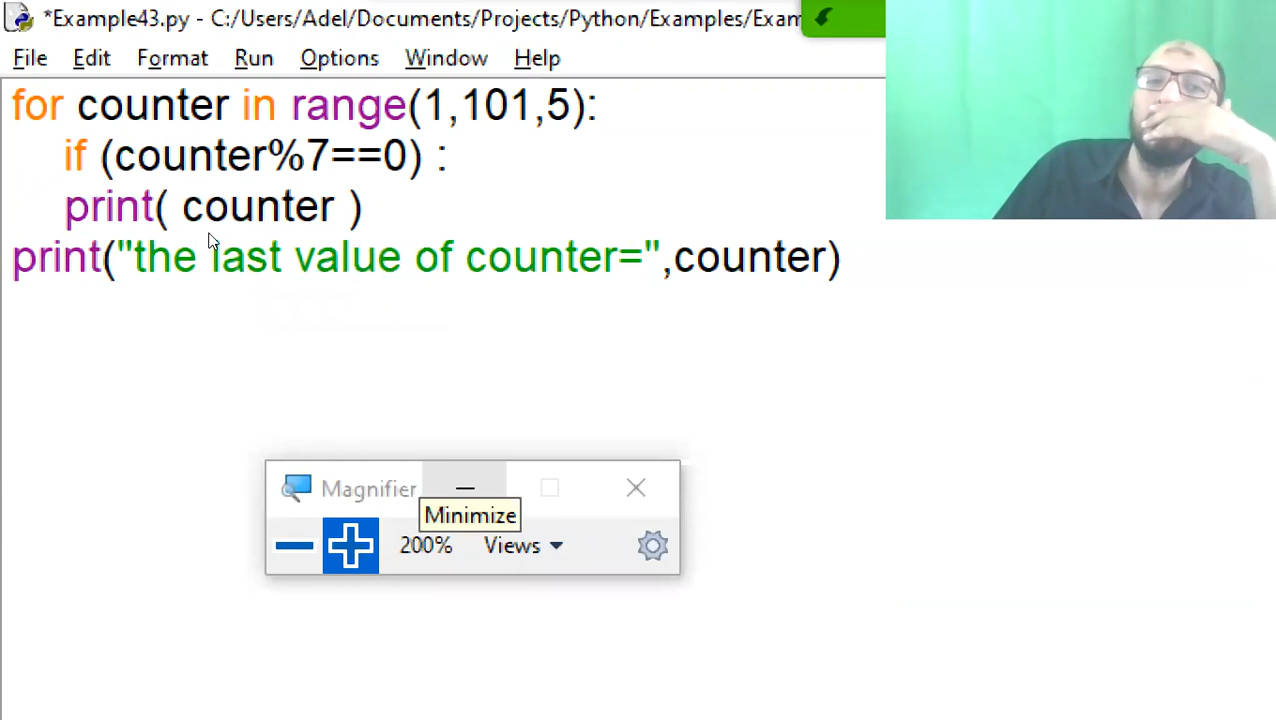 *Example43.py - C:/Users/Adel/Documents/Projects/Python/Examples/Exam
File Edit Format Run Options Window Help
for counter in range(1,101,5):
if (counter%7==0) :
print( counter )
print("the last value of counter=",counter)
Magnifier
Minimize
200% Views